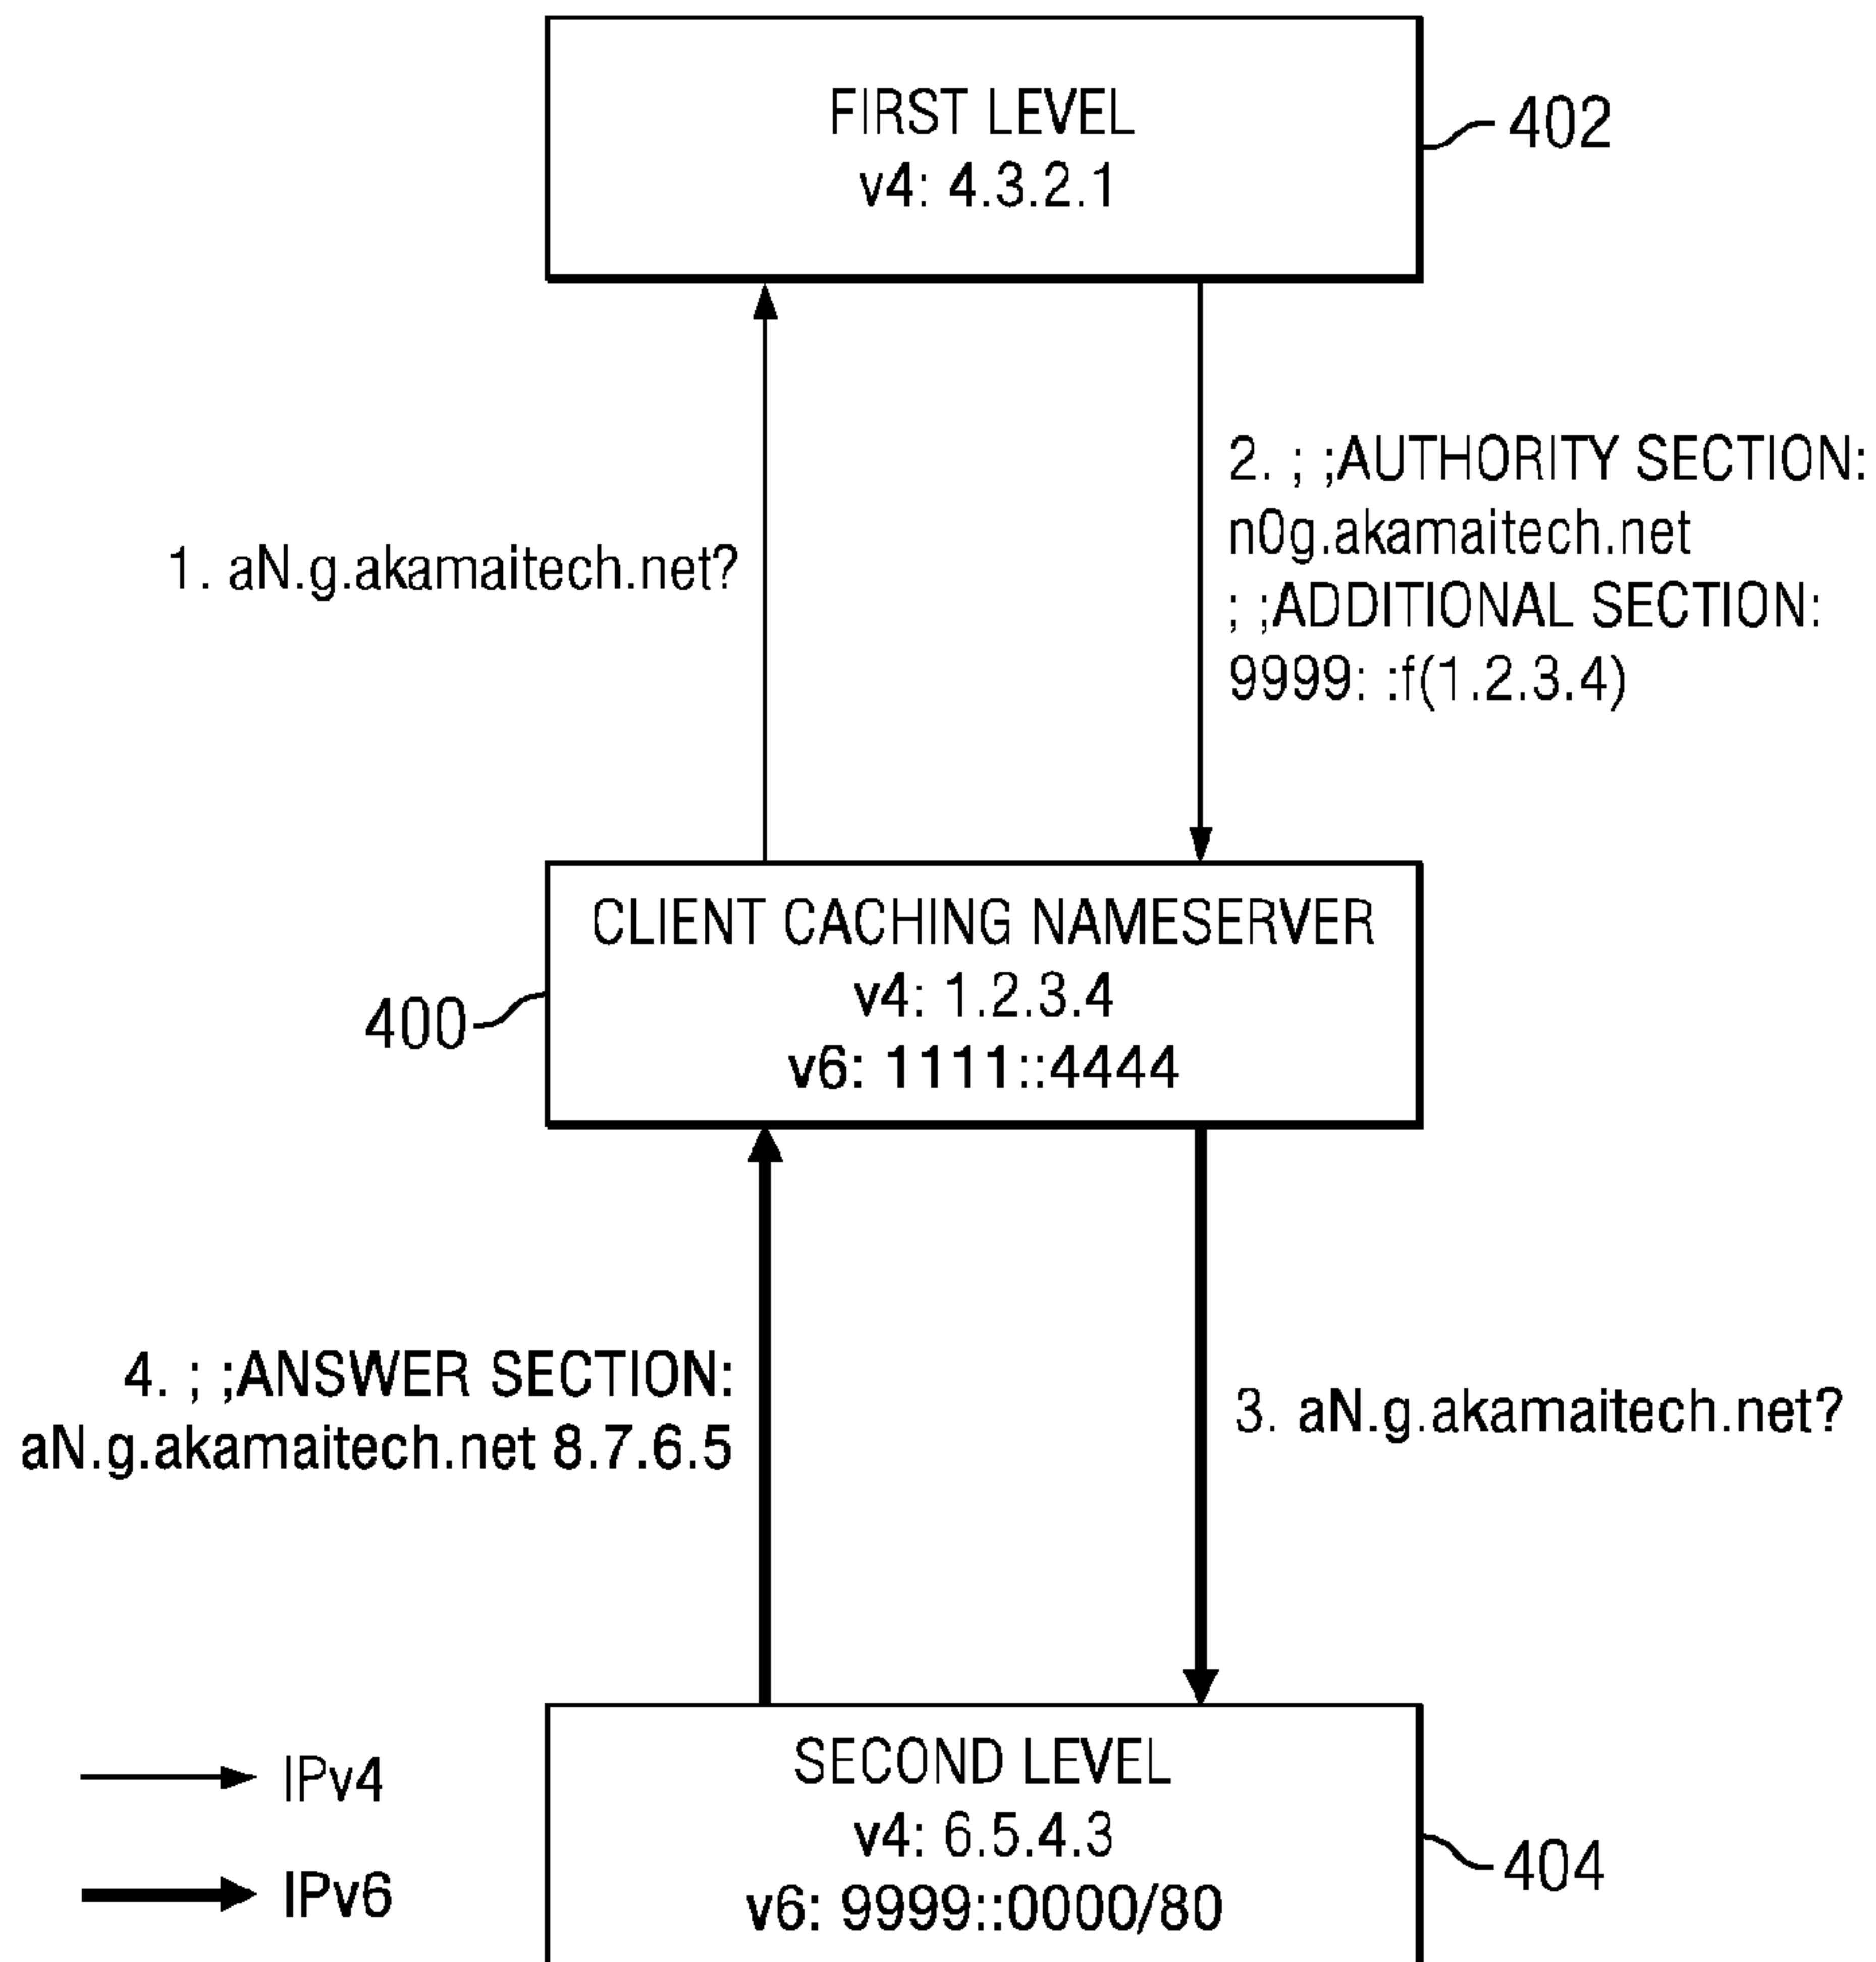 FIRST LEVEL
v4: 4.3.2.1
402
1. aN.g.akamaitech.net?
2. ; ;AUTHORITY SECTION:
n0g.akamaitech.net
; ;ADDITIONAL SECTION:
9999: :f(1.2.3.4)
CLIENT CACHING NAMESERVER
v4: 1.2.3.4
v6: 1111::4444
400
4. ; ;ANSWER SECTION:
aN.g.akamaitech.net 8.7.6.5
3. aN.g.akamaitech.net?
SECOND LEVEL
v4: 6.5.4.3
v6: 9999::0000/80
404
IPv4
IPv6